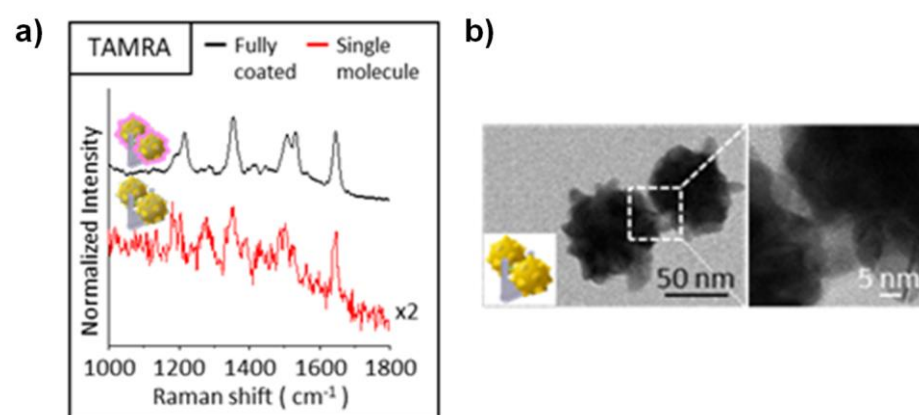 a)
TAMRA
Fully coated
Single molecule
Normalized Intensity
x2
1000 1200 1400 1600 1800
Raman shift ( cm-1 )
b)
50 nm
5 nm